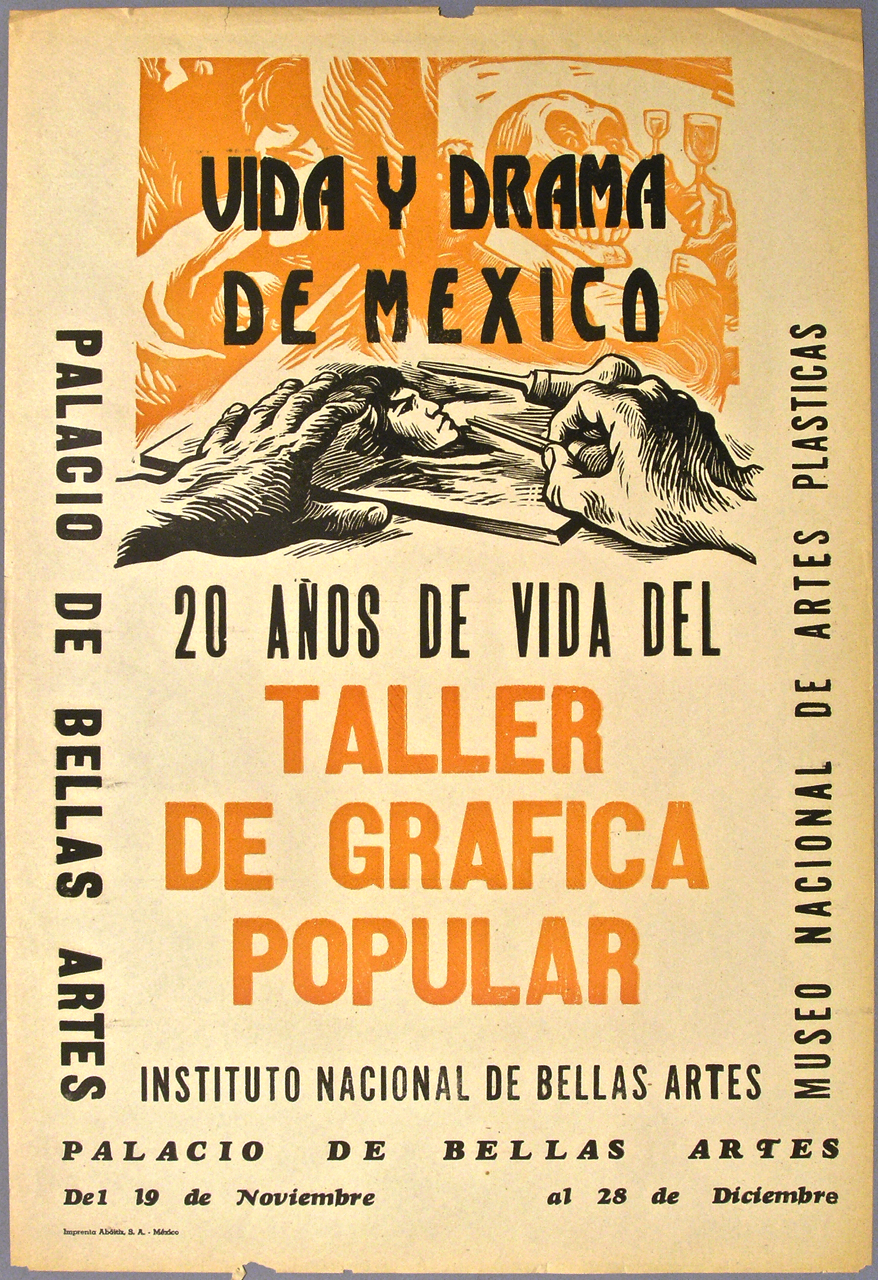 VIDA Y DRAMA
DE MEXICO
PALACIO DE BELLAS ARTES
MUSEO NACIONAL DE ARTES PLASTICAS
20 AÑOS DE VIDA DEL
TALLER
DE GRAFICA
POPULAR
INSTITUTO NACIONAL DE BELLAS ARTES
PALACIO DE BELLAS ARTES
Del 19 de Noviembre al 28 de Diciembre
Imprenta Abóitiz, S. A. - México